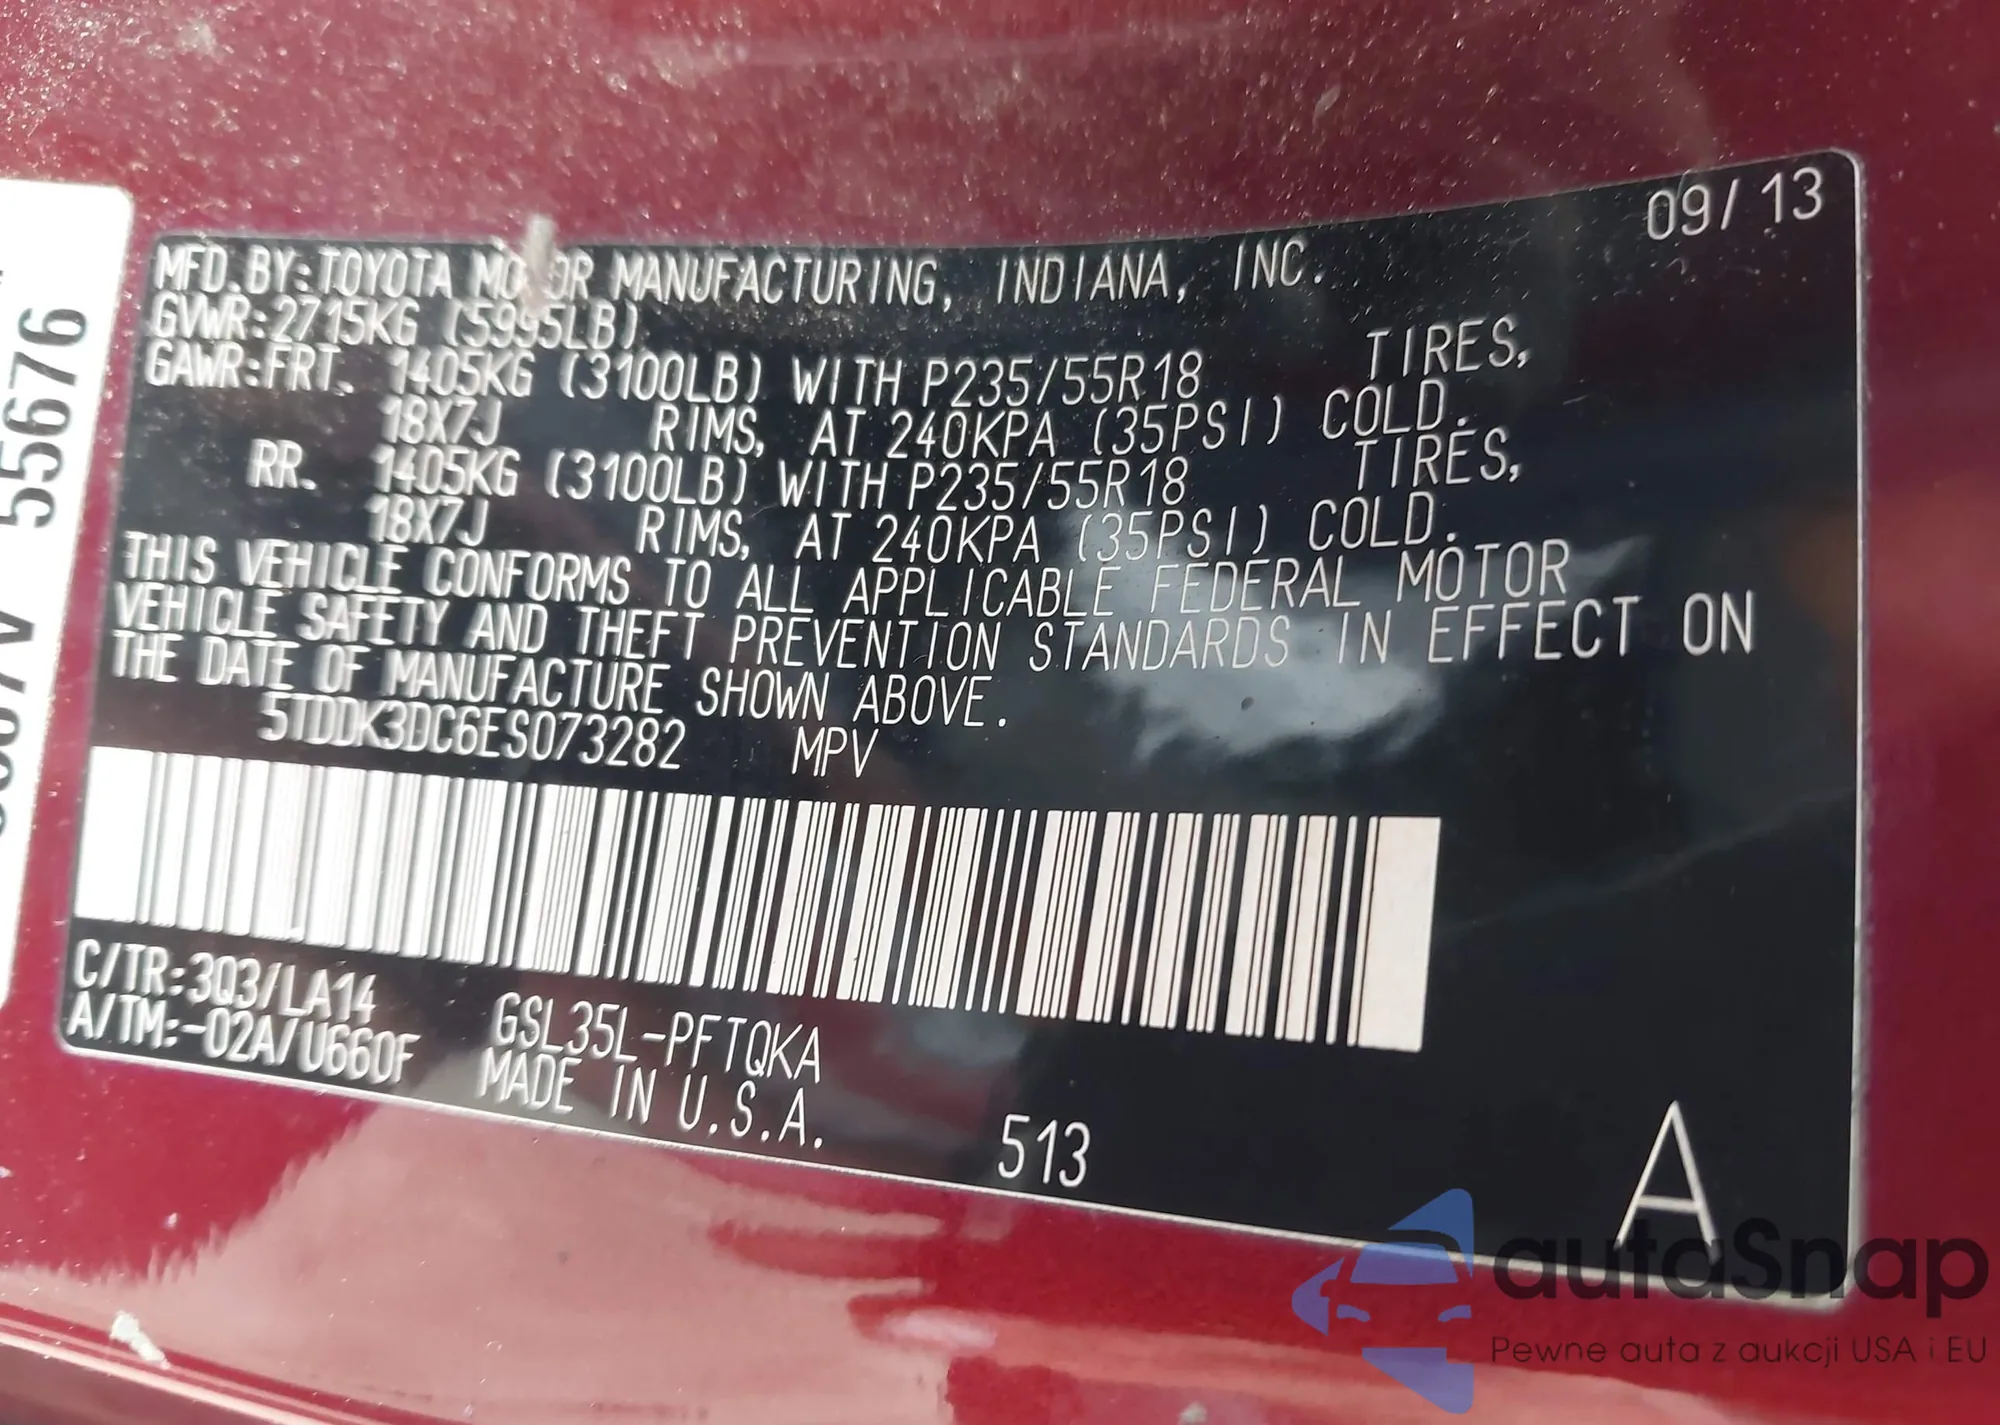 09/13
MFD.BY:TOYOTA MOTOR MANUFACTURING, INDIANA, INC.
GVWR:2715KG (5995LB)
GAWR:FRT. 1405KG (3100LB) WITH P235/55R18 TIRES,
18X7J RIMS, AT 240KPA (35PSI) COLD.
RR. 1405KG (3100LB) WITH P235/55R18 TIRES,
18X7J RIMS, AT 240KPA (35PSI) COLD.
THIS VEHICLE CONFORMS TO ALL APPLICABLE FEDERAL MOTOR
VEHICLE SAFETY AND THEFT PREVENTION STANDARDS IN EFFECT ON
THE DATE OF MANUFACTURE SHOWN ABOVE.
5TDDK3DC6ES073282 MPV
C/TR:3Q3/LA14 GSL35L-PFTQKA
A/TM:-02A/U660F MADE IN U.S.A.
513
A
55676
autoSnap
Pewne auta z aukcji USA i EU